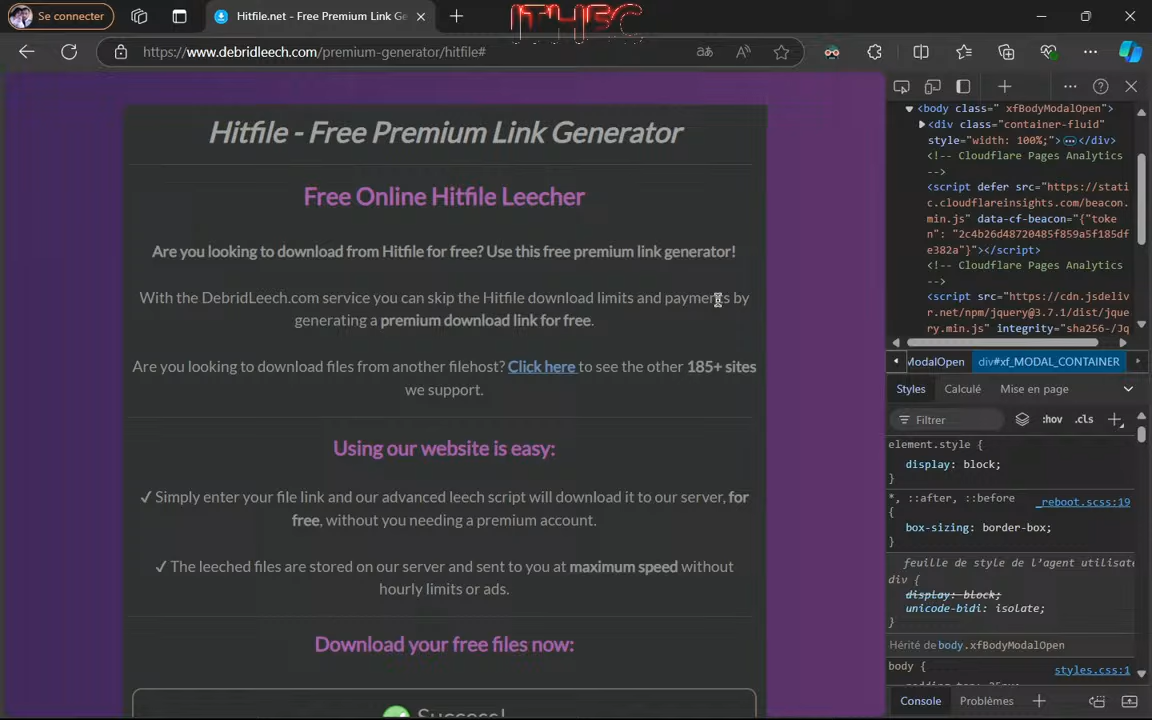 Se connecter
Hitfile.net - Free Premium Link Ge
ITHBC
https://www.debridleech.com/premium-generator/hitfile#
Hitfile - Free Premium Link Generator
Free Online Hitfile Leecher
Are you looking to download from Hitfile for free? Use this free premium link generator!
With the DebridLeech.com service you can skip the Hitfile download limits and payments by
generating a premium download link for free.
Are you looking to download files from another filehost? Click here to see the other 185+ sites
we support.
Using our website is easy:
✓ Simply enter your file link and our advanced leech script will download it to our server, for
free, without you needing a premium account.
✓ The leeched files are stored on our server and sent to you at maximum speed without
hourly limits or ads.
Download your free files now:
Success!
<body class=" xfBodyModalOpen">
<div class="container-fluid"
style="width: 100%;"> </div>
<!-- Cloudflare Pages Analytics
-->
<script defer src="https://stati
c.cloudflareinsights.com/beacon.
min.js" data-cf-beacon="{"toke
n": "2c4b26d48720485f859a5f185df
e382a"}"></script>
<!-- Cloudflare Pages Analytics
-->
<script src="https://cdn.jsdeliv
r.net/npm/jquery@3.7.1/dist/jque
ry.min.js" integrity="sha256-/Jq
ModalOpen div#xf_MODAL_CONTAINER
Styles Calculé Mise en page
Filtrer :hov .cls
element.style {
display: block;
}
*, ::after, ::before _reboot.scss:19
{
box-sizing: border-box;
}
feuille de style de l'agent utilisate
div {
display: block;
unicode-bidi: isolate;
}
Hérité de body.xfBodyModalOpen
body { styles.css:1
Console Problèmes